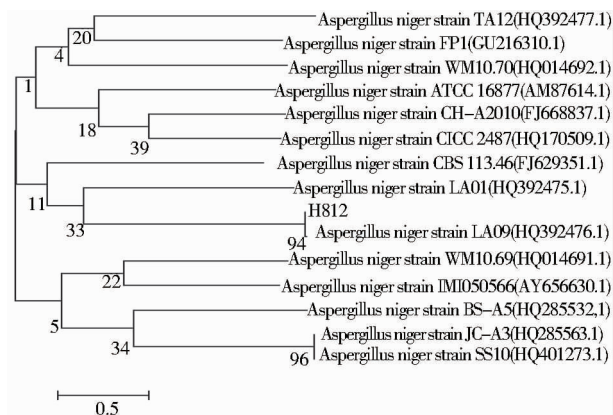 Aspergillus niger strain TA12(HQ392477.1)
20
Aspergillus niger strain FP1(GU216310.1)
4
Aspergillus niger strain WM10.70(HQ014692.1)
1
Aspergillus niger strain ATCC 16877(AM87614.1)
Aspergillus niger strain CH-A2010(FJ668837.1)
18
39
Aspergillus niger strain CICC 2487(HQ170509.1)
Aspergillus niger strain CBS 113.46(FJ629351.1)
11
Aspergillus niger strain LA01(HQ392475.1)
33
H812
94
Aspergillus niger strain LA09(HQ392476.1)
Aspergillus niger strain WM10.69(HQ014691.1)
22
Aspergillus niger strain IMI050566(AY656630.1)
5
Aspergillus niger strain BS-A5(HQ285532,1)
34
Aspergillus niger strain JC-A3(HQ285563.1)
96
Aspergillus niger strain SS10(HQ401273.1)
0.5